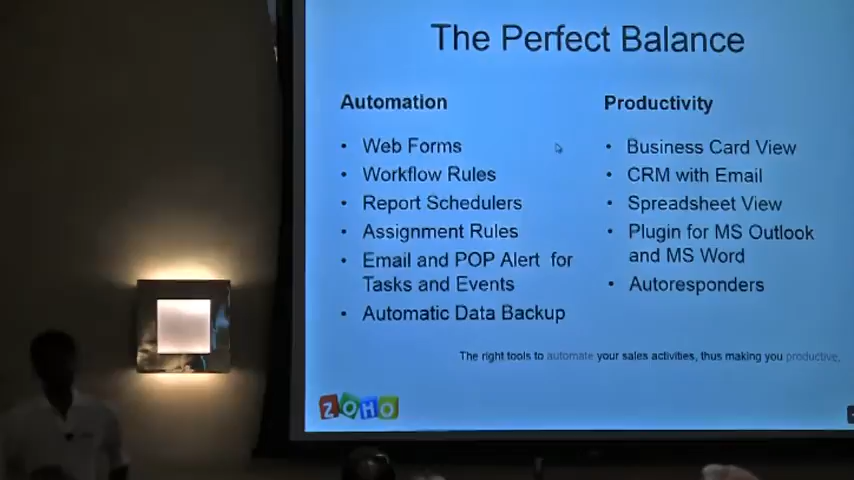 The Perfect Balance
Automation
• Web Forms
• Workflow Rules
• Report Schedulers
• Assignment Rules
• Email and POP Alert for
Tasks and Events
• Automatic Data Backup
Productivity
• Business Card View
• CRM with Email
• Spreadsheet View
• Plugin for MS Outlook
and MS Word
• Autoresponders
The right tools to automate your sales activities, thus making you productive.
ZOHO